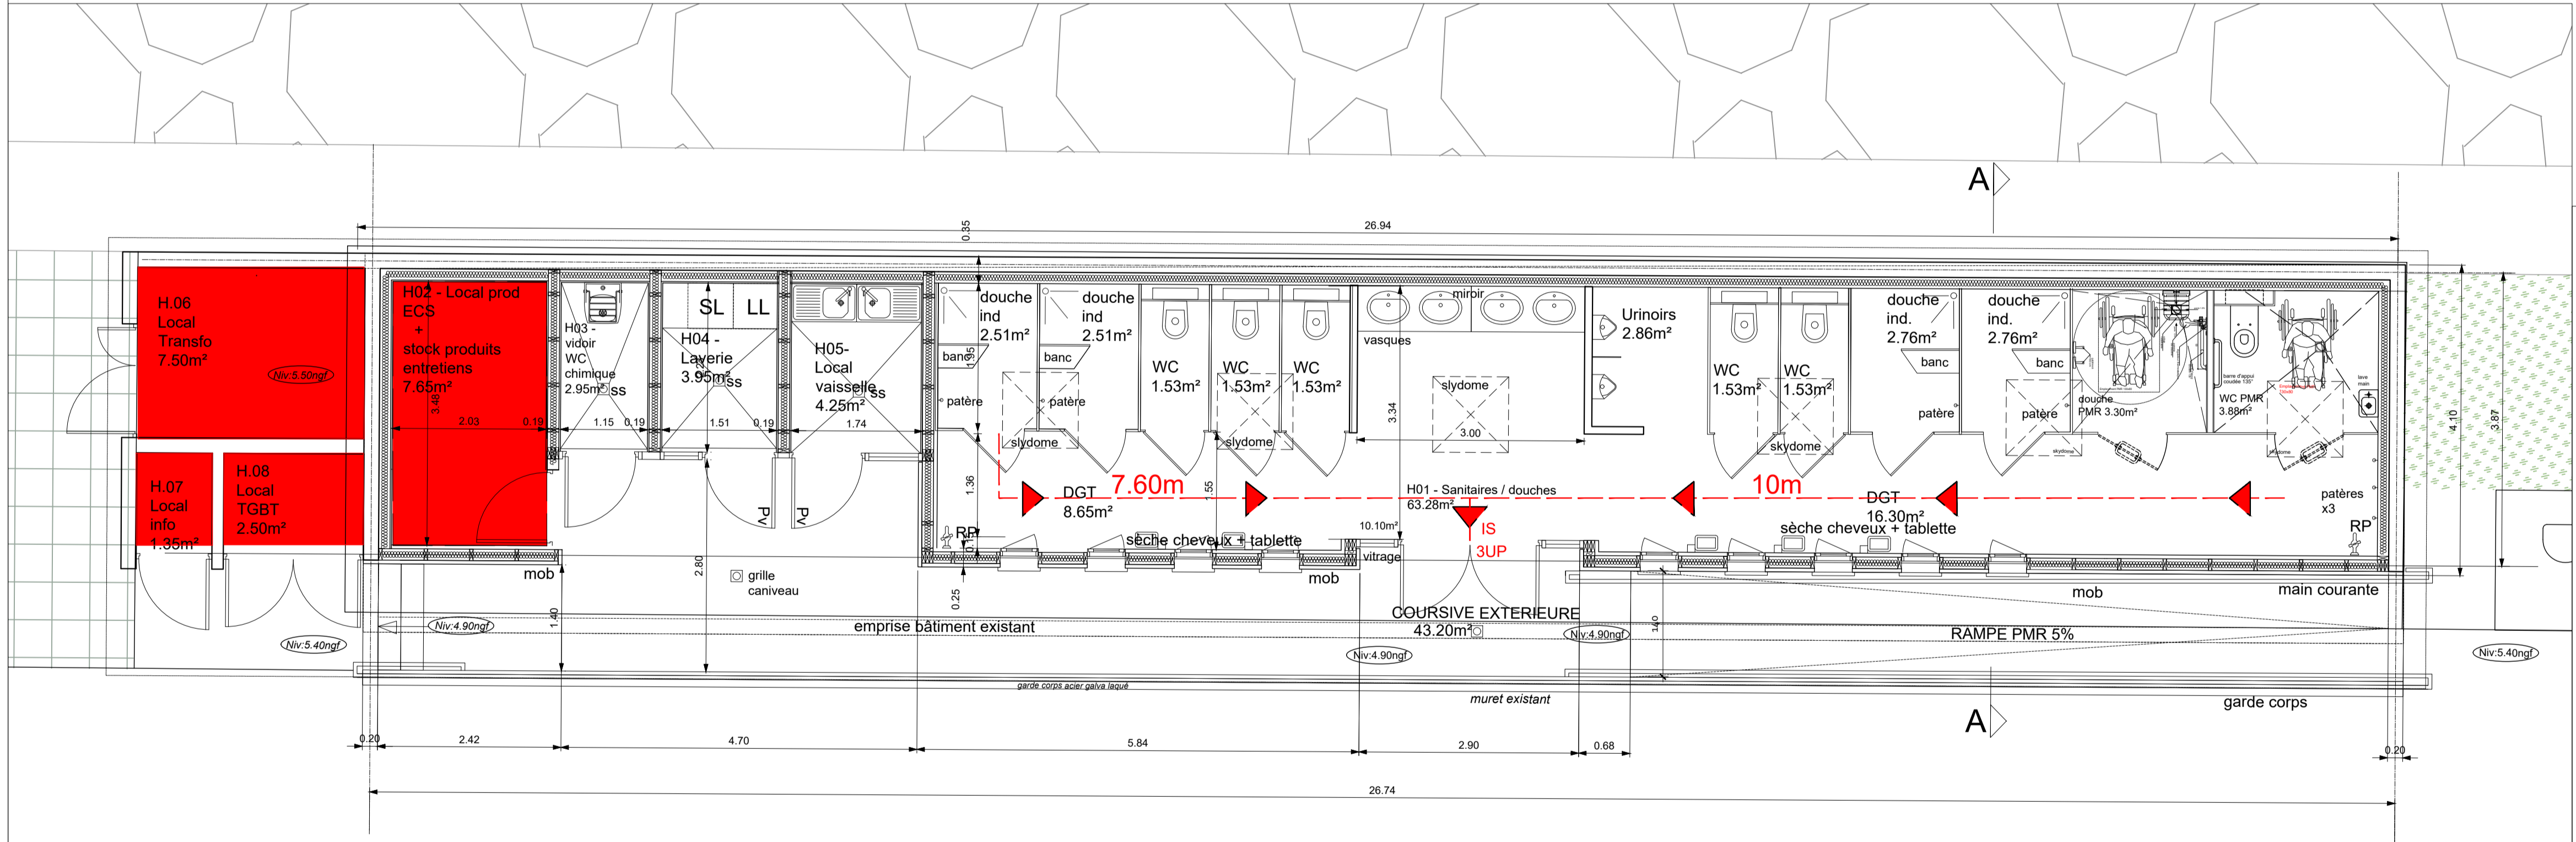 A
26.94
0.35
H.06
Local
Transfo
7.50m²
Niv:5.50ngf
H02 - Local prod
ECS
+
stock produits
entretiens
7.65m²
3.48
2.03
0.19
H03 -
vidoir
WC
chimique
2.95m²
SS
1.15
0.19
SL
LL
H04 -
Laverie
3.95m²
SS
1.51
0.19
H05-
Local
vaisselle
4.25m²
SS
1.74
douche
ind
2.51m²
banc
1.95
patère
douche
ind
2.51m²
banc
patère
slydome
WC
1.53m²
WC
1.53m²
slydome
WC
1.53m²
miroir
vasques
slydome
3.34
3.00
Urinoirs
2.86m²
WC
1.53m²
WC
1.53m²
skydome
douche
ind.
2.76m²
banc
patère
douche
ind.
2.76m²
banc
patère
skydome
douche
PMR 3.30m²
barre d'appui
coudée 135°
WC PMR
3.88m²
lave
main
skydome
4.10
3.87
H.07
Local
info
1.35m²
H.08
Local
TGBT
2.50m²
Pv
Pv
1.36
RP
DGT
8.65m²
7.60m
1.55
sèche cheveux + tablette
H01 - Sanitaires / douches
63.28m²
10.10m²
IS
3UP
vitrage
10m
DGT
16.30m²
sèche cheveux + tablette
patères
x3
RP
mob
2.80
grille
caniveau
0.25
mob
mob
main courante
1.40
COURSIVE EXTERIEURE
43.20m²
Niv:4.90ngf
emprise bâtiment existant
Niv:4.90ngf
RAMPE PMR 5%
Niv:5.40ngf
Niv:4.90ngf
Niv:5.40ngf
garde corps acier galva laqué
muret existant
garde corps
A
0.20
2.42
4.70
5.84
2.90
0.68
0.20
26.74